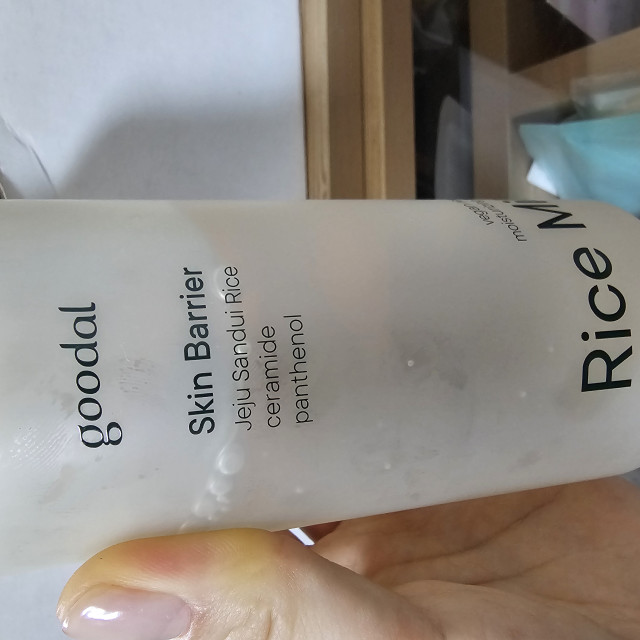 goodal
Skin Barrier
Jeju Sandui Rice
ceramide
panthenol
Rice